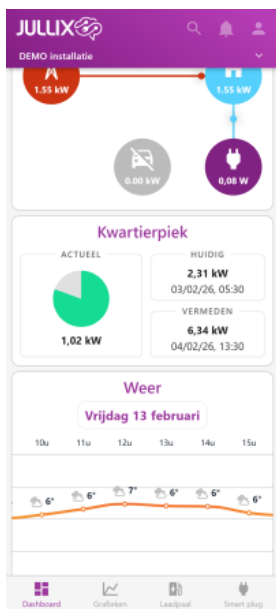 JULLIX
DEMO installatie
1.55 kW
1.55 kW
0.00 kW
0,08 W
Kwartierpiek
ACTUEEL
1,02 kW
HUIDIG
2,31 kW
03/02/26, 05:30
VERMEDEN
6,34 kW
04/02/26, 13:30
Weer
Vrijdag 13 februari
10u 11u 12u 13u 14u 15u
6° 6° 7° 6° 6° 6°
Dashboard Grafieken Laadpaal Smart plug